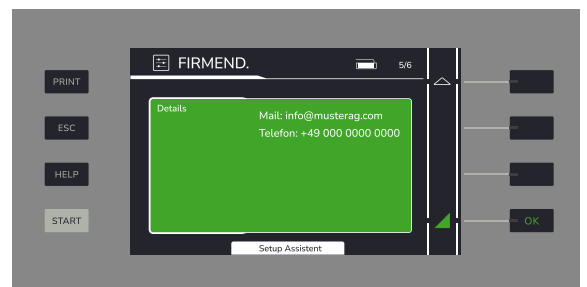 FIRMEND.
5/6
PRINT
ESC
HELP
START
Details
Mail: info@musterag.com
Telefon: +49 000 0000 0000
OK
Setup Assistent